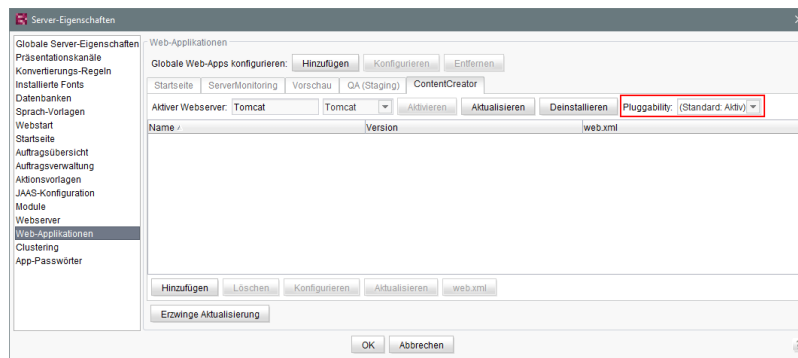 Server-Eigenschaften
Globale Server-Eigenschaften
Präsentationskanäle
Konvertierungs-Regeln
Installierte Fonts
Datenbanken
Sprach-Vorlagen
Webstart
Startseite
Auftragsübersicht
Auftragsverwaltung
Aktionsvorlagen
JAAS-Konfiguration
Module
Webserver
Web-Applikationen
Clustering
App-Passwörter
Web-Applikationen
Globale Web-Apps konfigurieren: Hinzufügen Konfigurieren Entfernen
Startseite ServerMonitoring Vorschau QA (Staging) ContentCreator
Aktiver Webserver: Tomcat Tomcat Aktivieren Aktualisieren Deinstallieren Pluggability: (Standard: Aktiv)
Name Version web.xml
Hinzufügen Löschen Konfigurieren Aktualisieren web.xml
Erzwinge Aktualisierung
OK Abbrechen